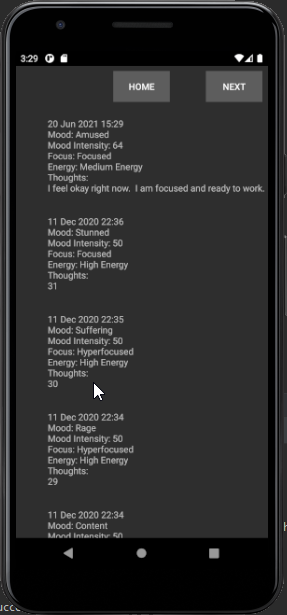 3:29
HOME NEXT
20 Jun 2021 15:29
Mood: Amused
Mood Intensity: 64
Focus: Focused
Energy: Medium Energy
Thoughts:
I feel okay right now. I am focused and ready to work.
11 Dec 2020 22:36
Mood: Stunned
Mood Intensity: 50
Focus: Focused
Energy: High Energy
Thoughts:
31
11 Dec 2020 22:35
Mood: Suffering
Mood Intensity: 50
Focus: Hyperfocused
Energy: High Energy
Thoughts:
30
11 Dec 2020 22:34
Mood: Rage
Mood Intensity: 50
Focus: Hyperfocused
Energy: High Energy
Thoughts:
29
11 Dec 2020 22:34
Mood: Content
Mood Intensity: 50